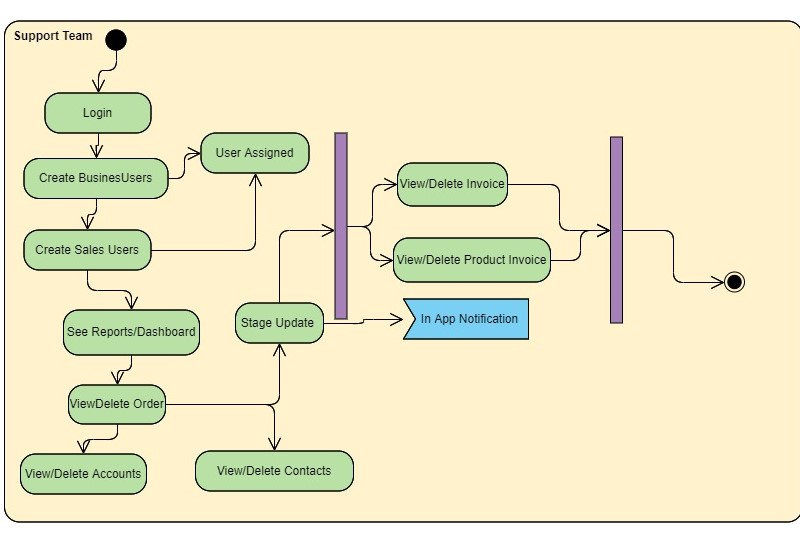 Support Team
Login
Create BusinesUsers
User Assigned
Create Sales Users
View/Delete Invoice
View/Delete Product Invoice
See Reports/Dashboard
Stage Update
In App Notification
ViewDelete Order
View/Delete Accounts
View/Delete Contacts